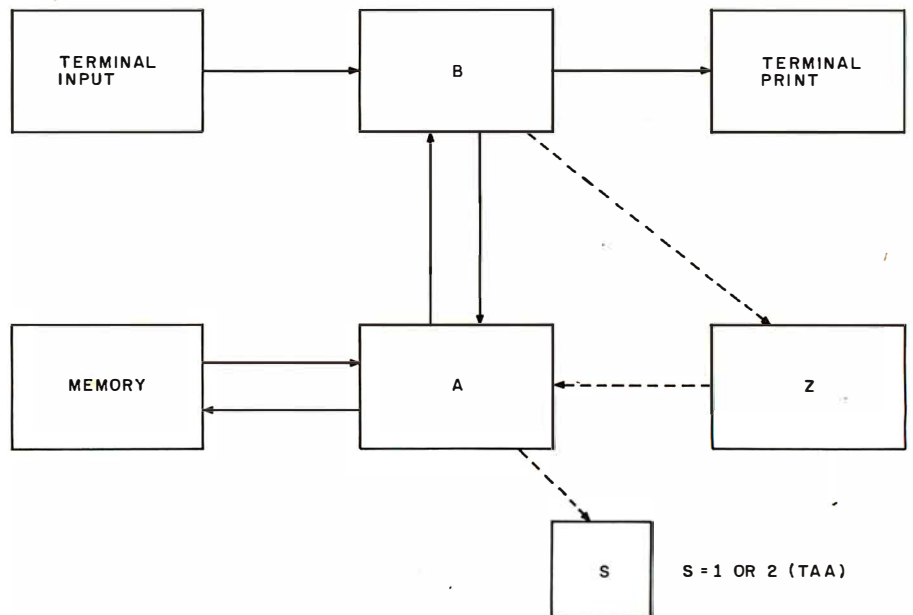 TERMINAL
INPUT
B
TERMINAL
PRINT
MEMORY
A
Z
S
S = 1 OR 2 (TAA)